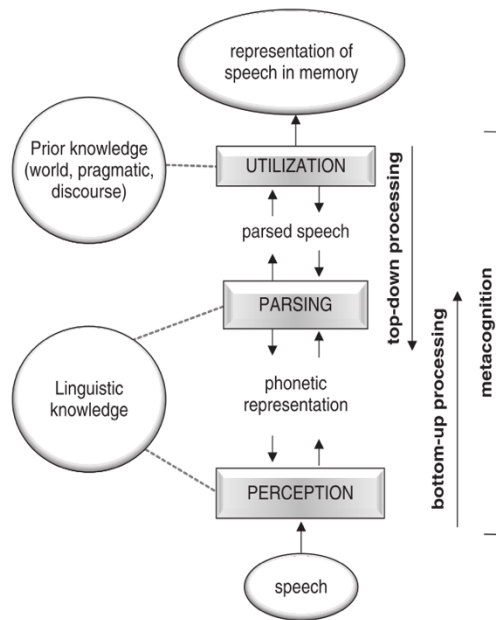 representation of
speech in memory
Prior knowledge
(world, pragmatic,
discourse)
UTILIZATION
parsed speech
PARSING
Linguistic
knowledge
phonetic
representation
PERCEPTION
speech
top-down processing
bottom-up processing
metacognition